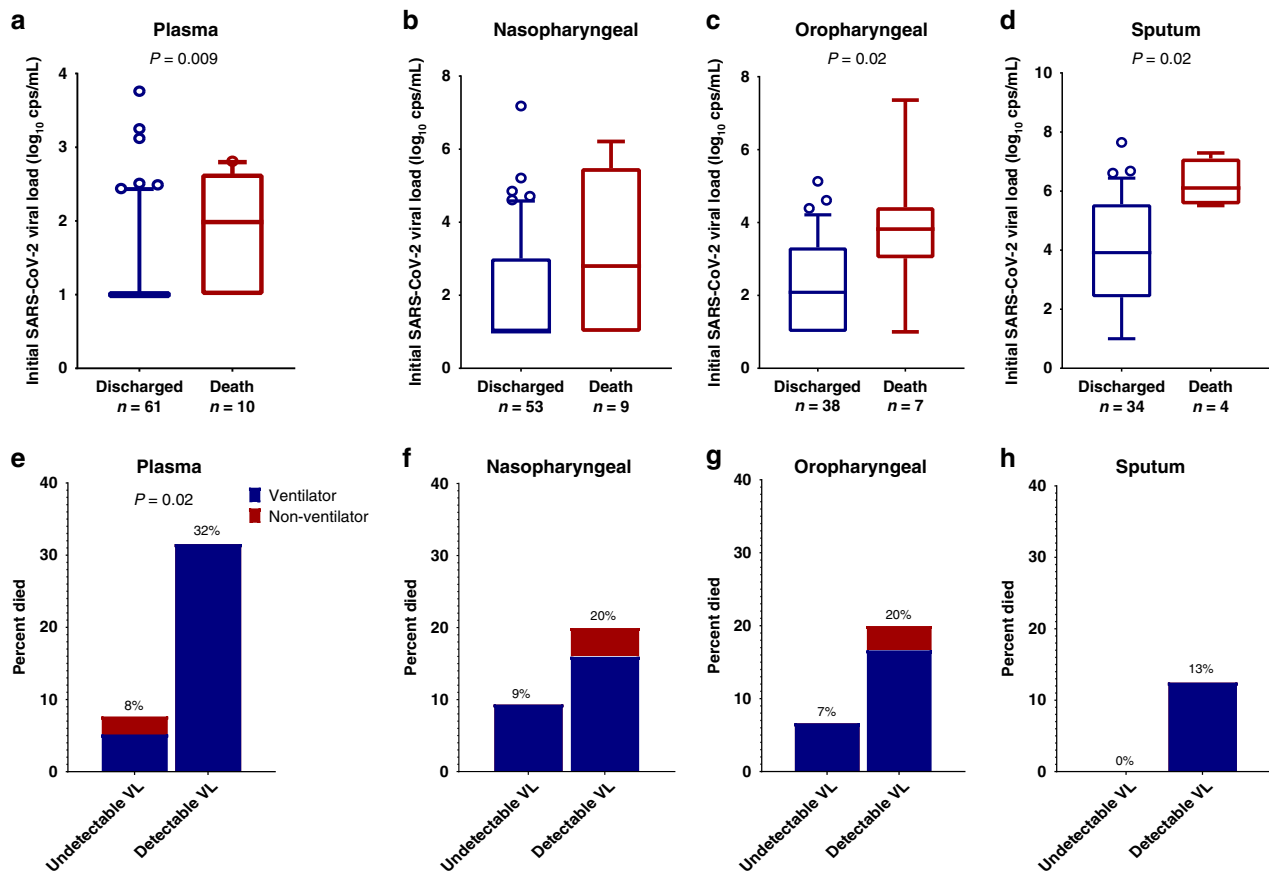 a
Plasma
P = 0.009
Initial SARS-CoV-2 viral load (log10 cps/mL)
4
3
2
1
0
Discharged
n = 61
Death
n = 10
b
Nasopharyngeal
Initial SARS-CoV-2 viral load (log10 cps/mL)
8
6
4
2
0
Discharged
n = 53
Death
n = 9
c
Oropharyngeal
P = 0.02
Initial SARS-CoV-2 viral load (log10 cps/mL)
8
6
4
2
0
Discharged
n = 38
Death
n = 7
d
Sputum
P = 0.02
Initial SARS-CoV-2 viral load (log10 cps/mL)
10
8
6
4
2
0
Discharged
n = 34
Death
n = 4
e
Plasma
P = 0.02
Ventilator
Non-ventilator
Percent died
40
30
20
10
0
8%
32%
Undetectable VL
Detectable VL
f
Nasopharyngeal
Percent died
40
30
20
10
0
9%
20%
Undetectable VL
Detectable VL
g
Oropharyngeal
Percent died
40
30
20
10
0
7%
20%
Undetectable VL
Detectable VL
h
Sputum
Percent died
40
30
20
10
0
0%
13%
Undetectable VL
Detectable VL